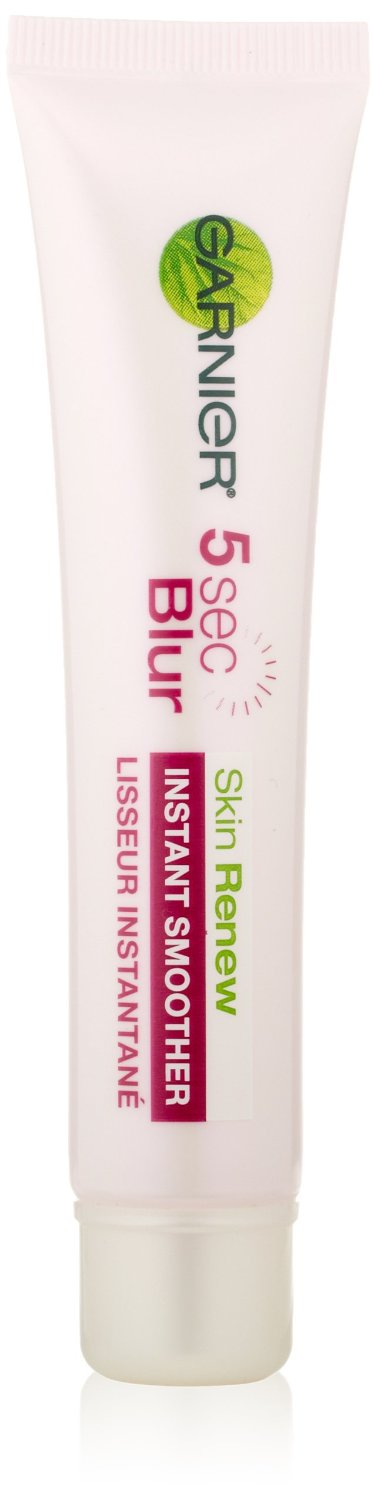 GARNIER®
5 sec
Blur
Skin Renew
INSTANT SMOOTHER
LISSEUR INSTANTANÉ